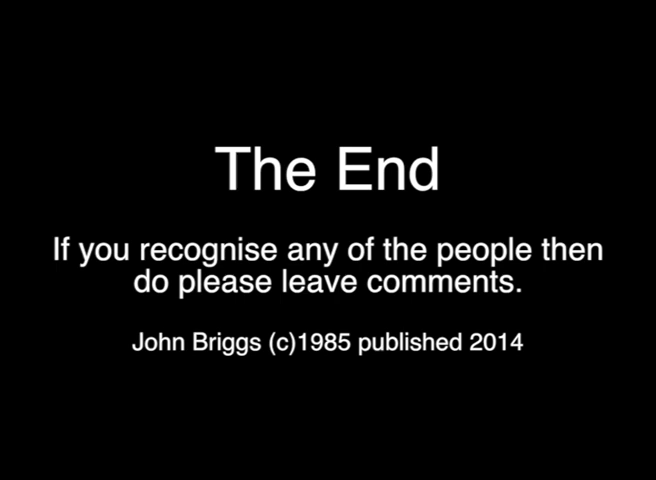 The End
If you recognise any of the people then
do please leave comments.
John Briggs (c)1985 published 2014